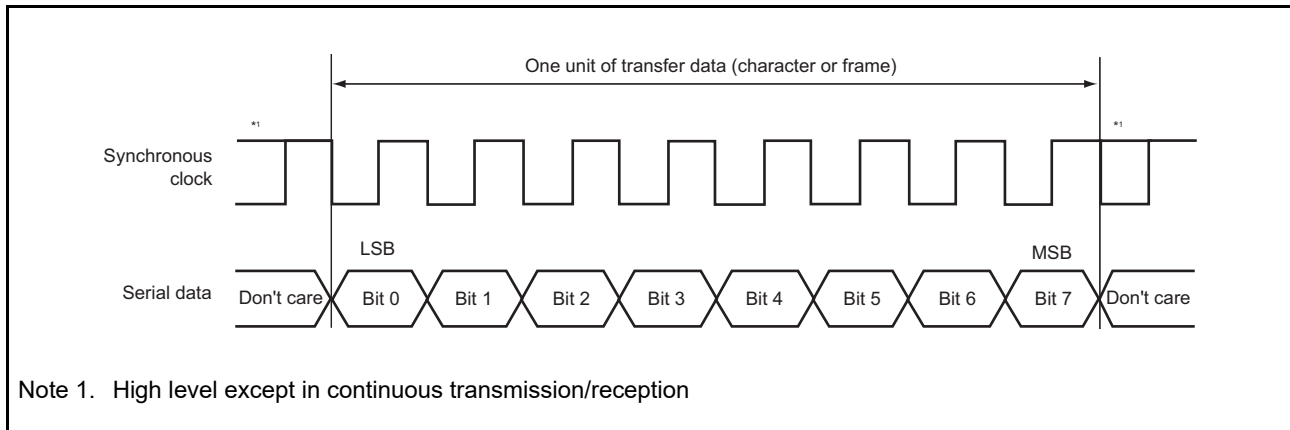 One unit of transfer data (character or frame)
*1
*1
Synchronous
clock
LSB
MSB
Serial data
Don't care
Bit 0
Bit 1
Bit 2
Bit 3
Bit 4
Bit 5
Bit 6
Bit 7
Don't care
Note 1. High level except in continuous transmission/reception